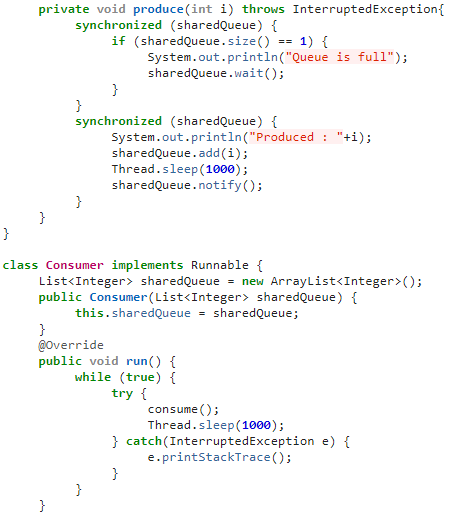 private void produce(int i) throws InterruptedException{
        synchronized (sharedQueue) {
            if (sharedQueue.size() == 1) {
                System.out.println("Queue is full");
                sharedQueue.wait();
            }
        }
        synchronized (sharedQueue) {
            System.out.println("Produced : "+i);
            sharedQueue.add(i);
            Thread.sleep(1000);
            sharedQueue.notify();
        }
    }
}

class Consumer implements Runnable {
    List<Integer> sharedQueue = new ArrayList<Integer>();
    public Consumer(List<Integer> sharedQueue) {
        this.sharedQueue = sharedQueue;
    }
    @Override
    public void run() {
        while (true) {
            try {
                consume();
                Thread.sleep(1000);
            } catch(InterruptedException e) {
                e.printStackTrace();
            }
        }
    }